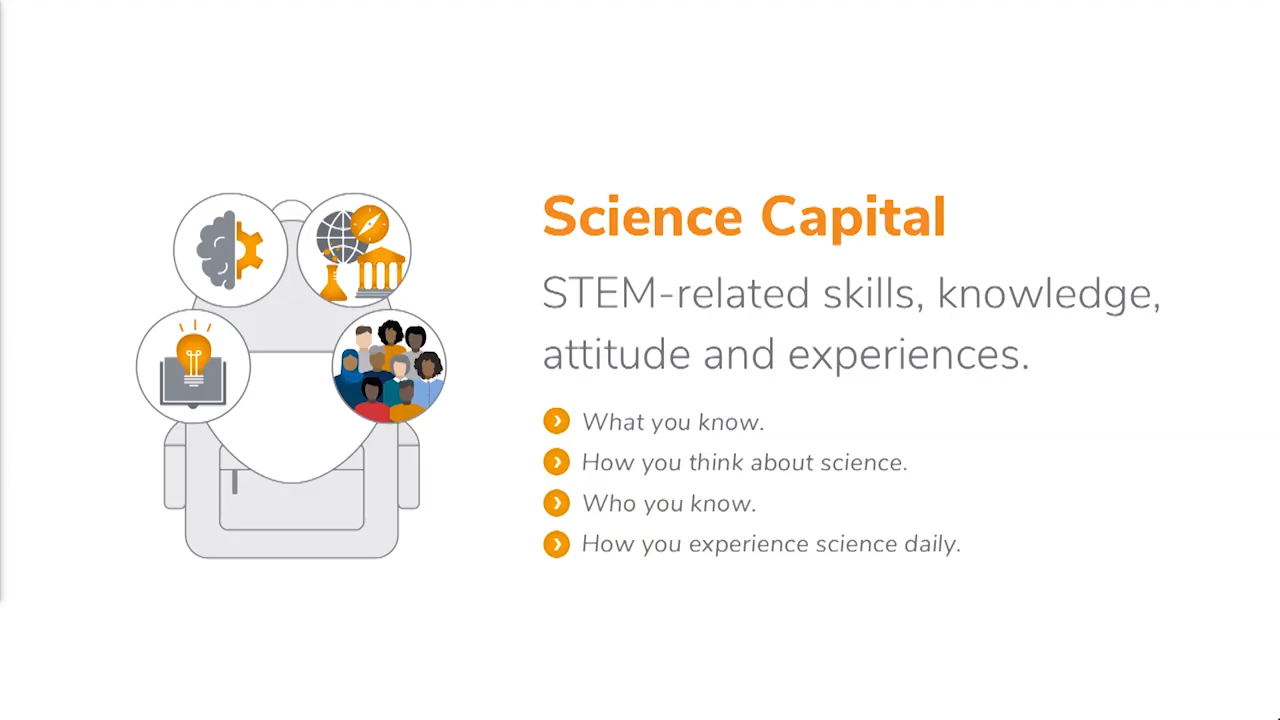 Science Capital
STEM-related skills, knowledge,
attitude and experiences.
What you know.
How you think about science.
Who you know.
How you experience science daily.